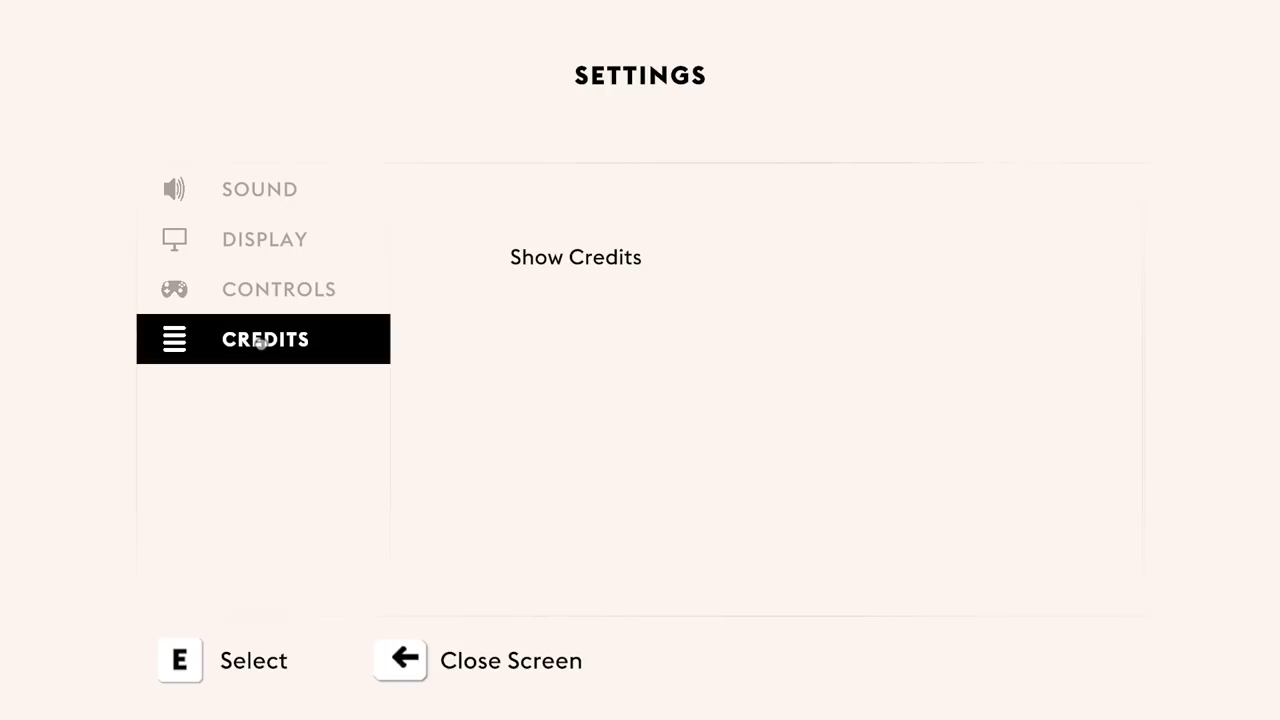 SETTINGS
SOUND
DISPLAY
Show Credits
CONTROLS
CREDITS
E Select
Close Screen